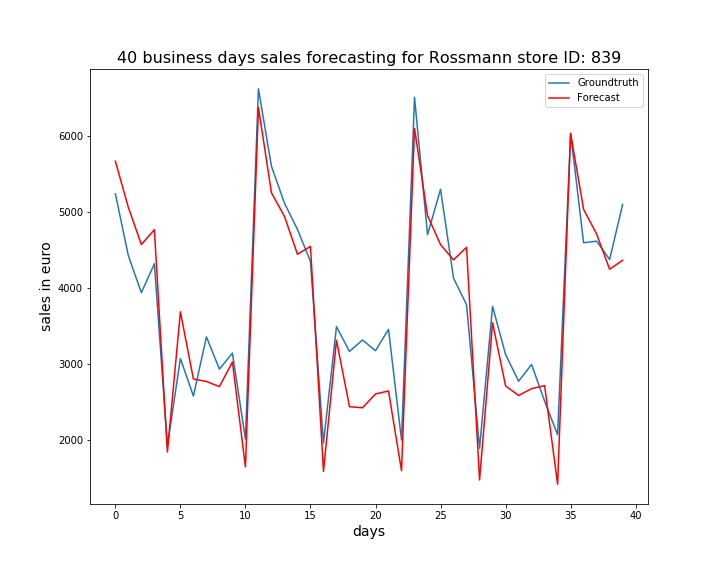 40 business days sales forecasting for Rossmann store ID: 839
Groundtruth
Forecast
sales in euro
6000
5000
4000
3000
2000
0 5 10 15 20 25 30 35 40
days